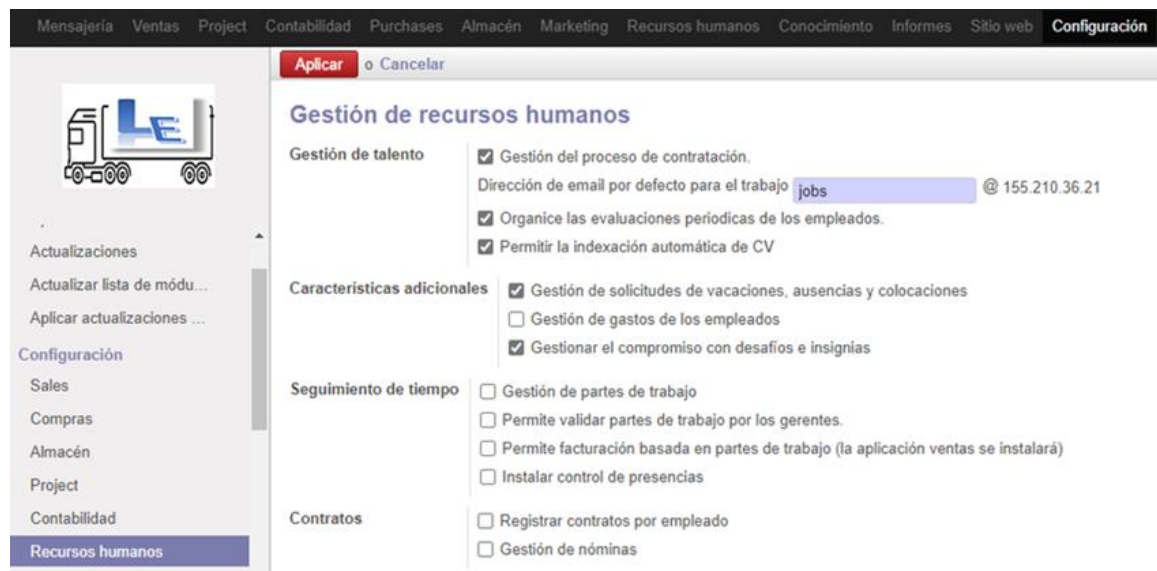 Mensajería Ventas Project Contabilidad Purchases Almacén Marketing Recursos humanos Conocimiento Informes Sitio web Configuración
Aplicar o Cancelar
LE
Gestión de recursos humanos
Gestión de talento
Gestión del proceso de contratación.
Dirección de email por defecto para el trabajo jobs @ 155.210.36.21
Organice las evaluaciones periodicas de los empleados.
Permitir la indexación automática de CV
Características adicionales
Gestión de solicitudes de vacaciones, ausencias y colocaciones
Gestión de gastos de los empleados
Gestionar el compromiso con desafíos e insignias
Seguimiento de tiempo
Gestión de partes de trabajo
Permite validar partes de trabajo por los gerentes.
Permite facturación basada en partes de trabajo (la aplicación ventas se instalará)
Instalar control de presencias
Contratos
Registrar contratos por empleado
Gestión de nóminas
Actualizaciones
Actualizar lista de módu...
Aplicar actualizaciones ...
Configuración
Sales
Compras
Almacén
Project
Contabilidad
Recursos humanos